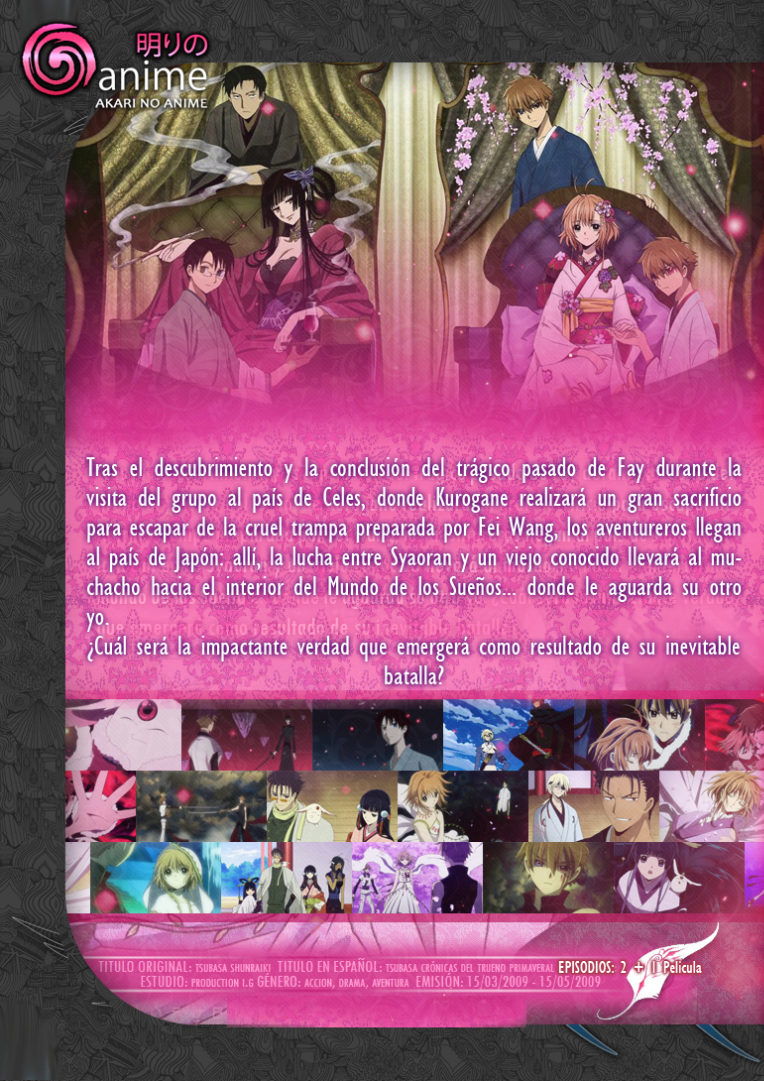 明りの
anime
AKARI NO ANIME
Tras el descubrimiento y la conclusión del trágico pasado de Fay durante la
visita del grupo al país de Celes, donde Kurogane realizará un gran sacrificio
para escapar de la cruel trampa preparada por Fei Wang, los aventureros llegan
al país de Japón: allí, la lucha entre Syaoran y un viejo conocido llevará al mu-
chacho hacia el interior del Mundo de los Sueños... donde le aguarda su otro
yo.
¿Cuál será la impactante verdad que emergerá como resultado de su inevitable
batalla?
TITULO ORIGINAL: TSUBASA SHUNRAIKI TITULO EN ESPAÑOL: TSUBASA CRÓNICAS DEL TRUENO PRIMAVERAL EPISODIOS: 2 + 1 Película
ESTUDIO: PRODUCTION I.G GÉNERO: ACCION, DRAMA, AVENTURA EMISIÓN: 15/03/2009 - 15/05/2009